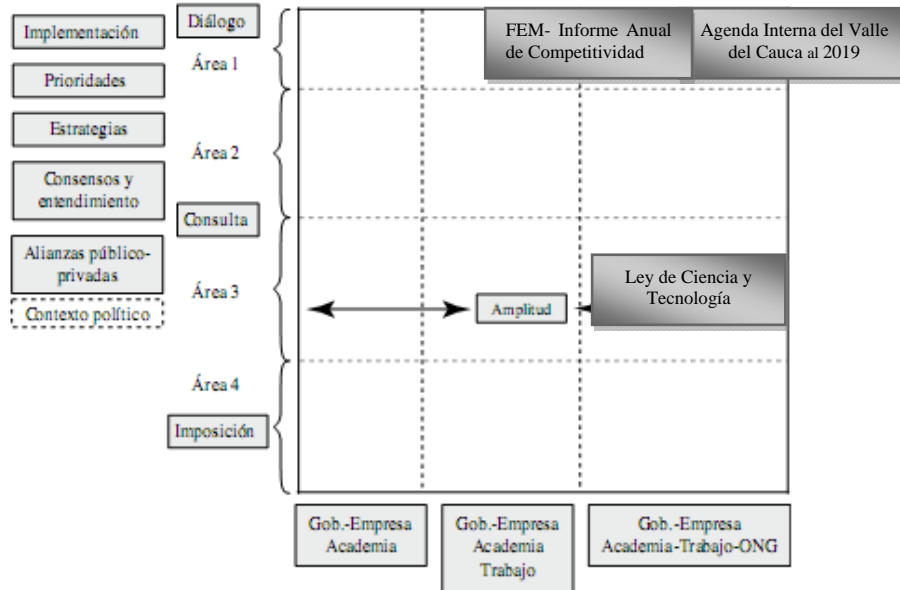 Implementación
Prioridades
Estrategias
Consensos y
entendimiento
Alianzas público-
privadas
Contexto político
Diálogo
Área 1
Área 2
Consulta
Área 3
Área 4
Imposición
FEM- Informe Anual
de Competitividad
Agenda Interna del Valle
del Cauca al 2019
Amplitud
Ley de Ciencia y
Tecnología
Gob.-Empresa
Academia
Gob.-Empresa
Academia
Trabajo
Gob.-Empresa
Academia-Trabajo-ONG